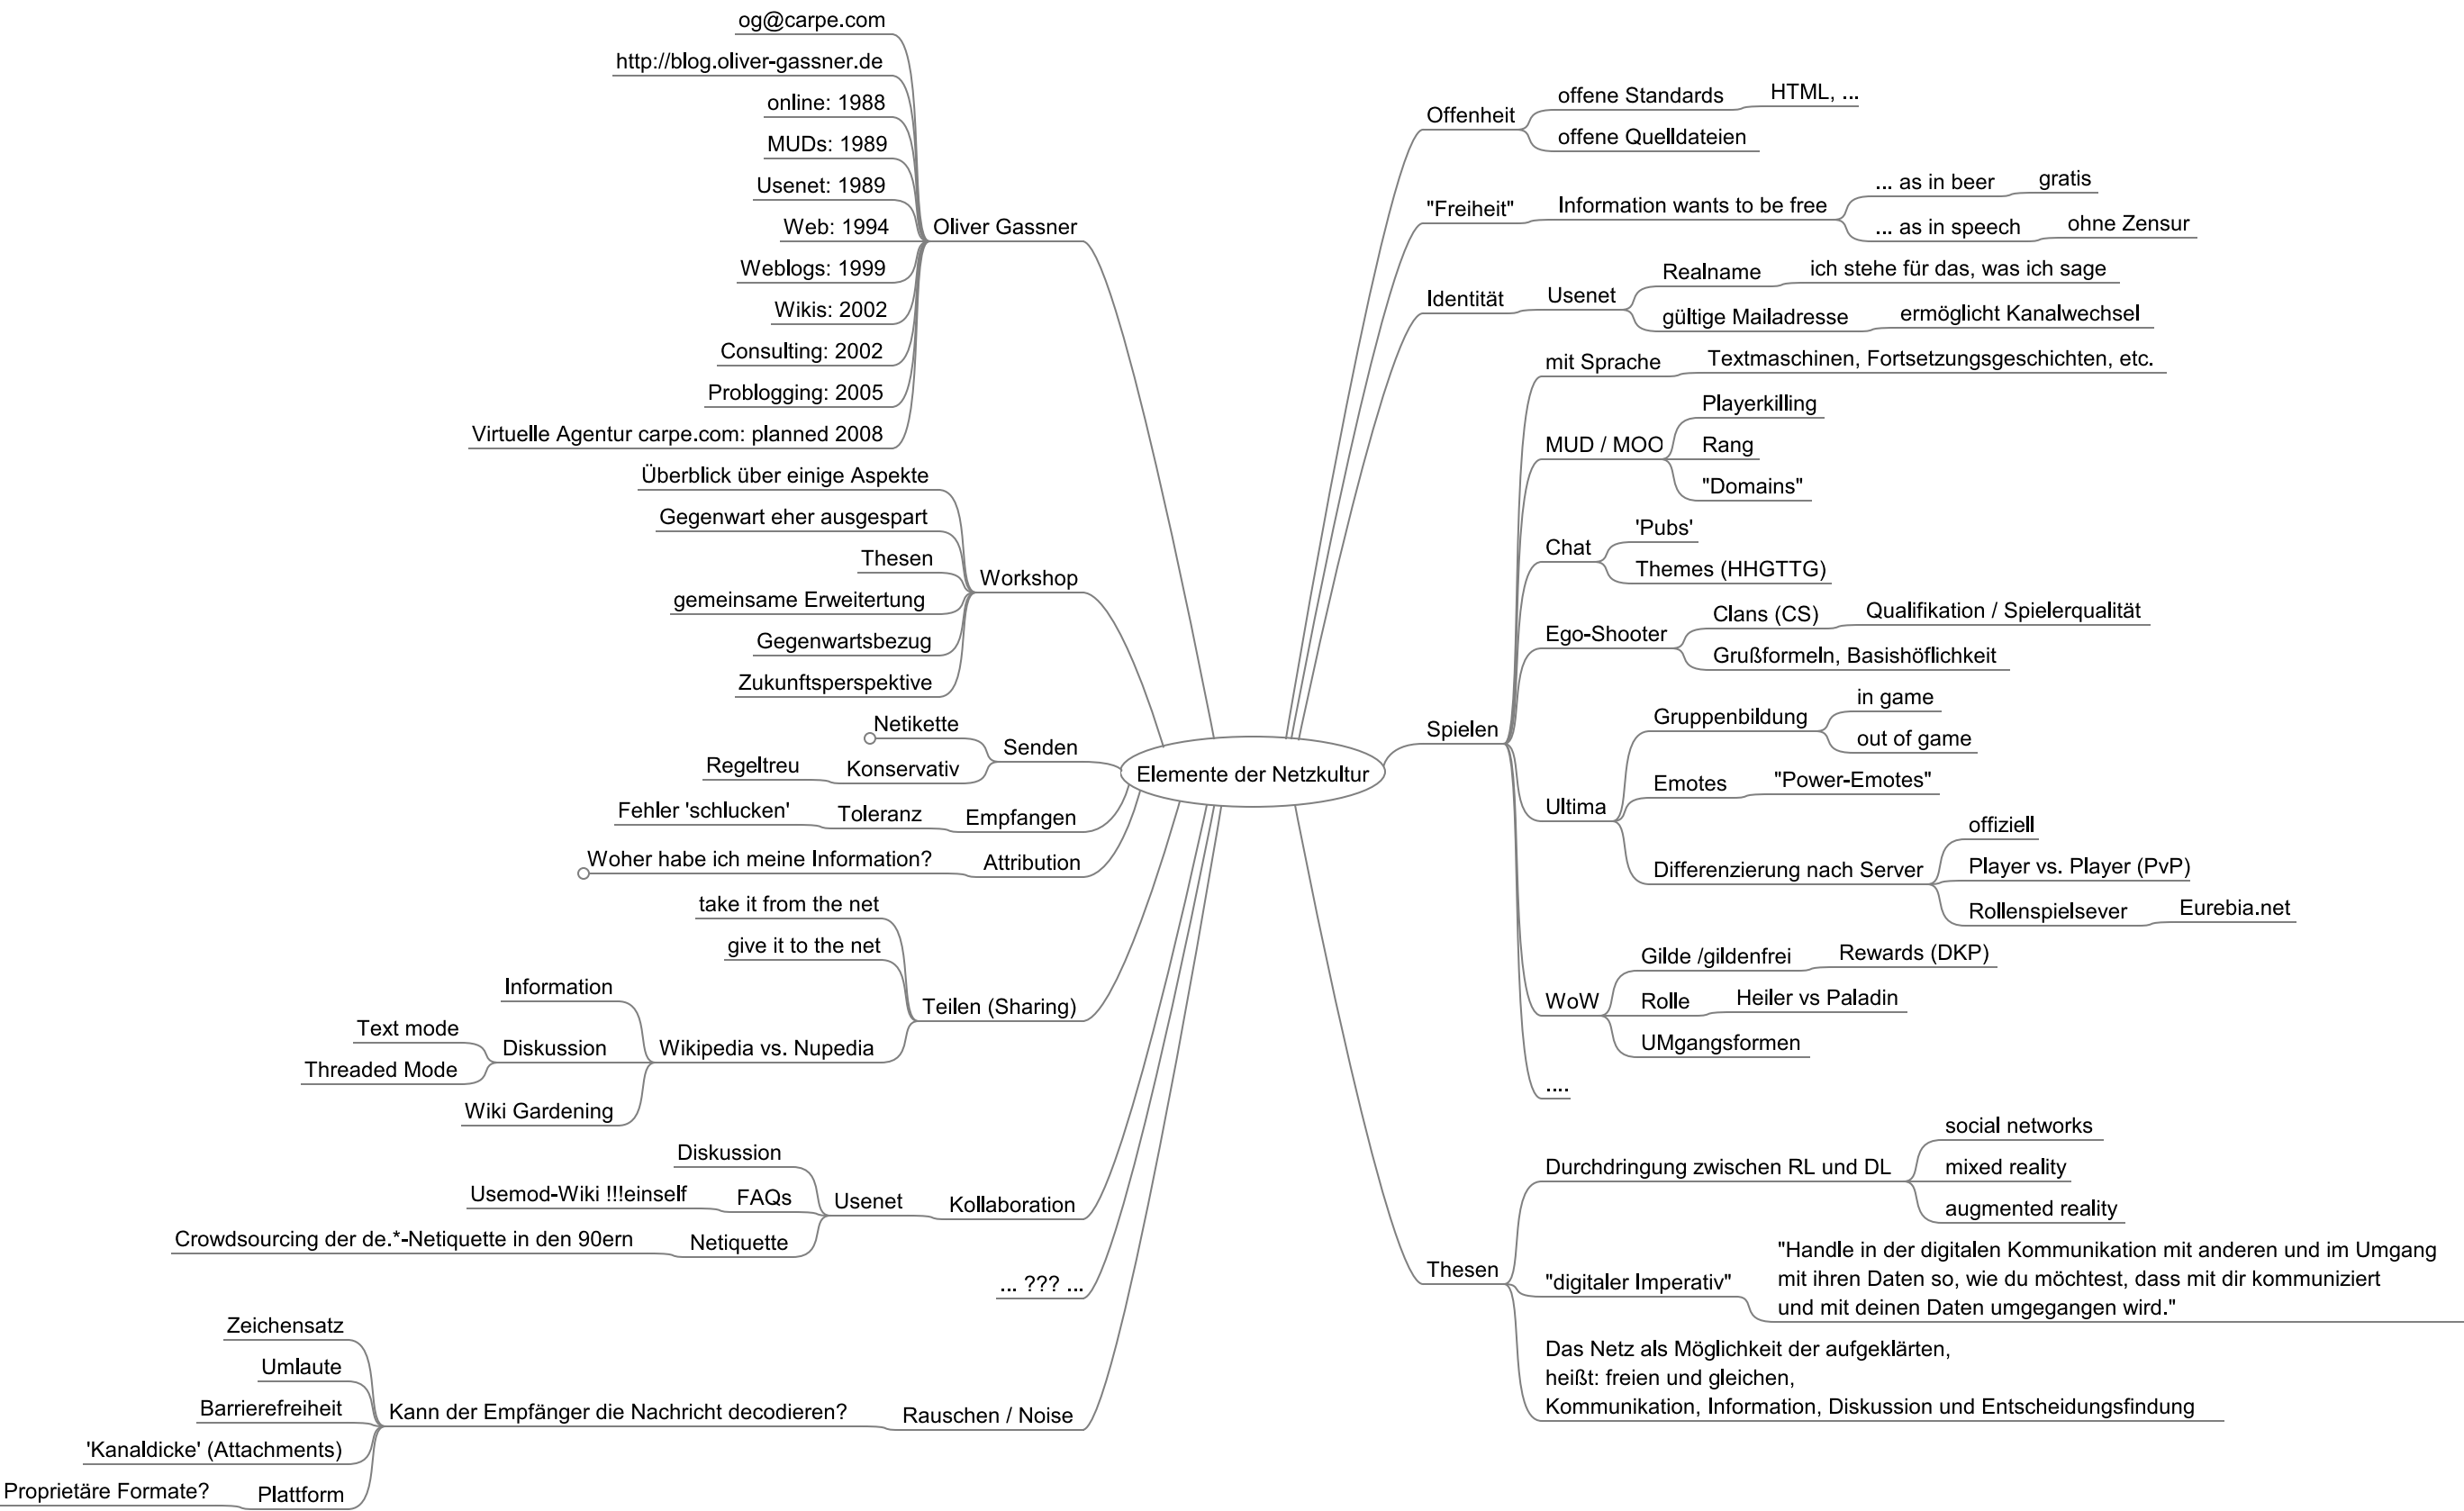 Elemente der Netzkultur
Oliver Gassner
og@carpe.com
http://blog.oliver-gassner.de
online: 1988
MUDs: 1989
Usenet: 1989
Web: 1994
Weblogs: 1999
Wikis: 2002
Consulting: 2002
Problogging: 2005
Virtuelle Agentur carpe.com: planned 2008
Workshop
Überblick über einige Aspekte
Gegenwart eher ausgespart
Thesen
gemeinsame Erweitertung
Gegenwartsbezug
Zukunftsperspektive
Senden
Netikette
Konservativ
Regeltreu
Empfangen
Toleranz
Fehler 'schlucken'
Attribution
Woher habe ich meine Information?
Teilen (Sharing)
take it from the net
give it to the net
Wikipedia vs. Nupedia
Information
Diskussion
Text mode
Threaded Mode
Wiki Gardening
Kollaboration
Usenet
Diskussion
FAQs
Usemod-Wiki !!!einself
Netiquette
Crowdsourcing der de.*-Netiquette in den 90ern
... ??? ...
Rauschen / Noise
Kann der Empfänger die Nachricht decodieren?
Zeichensatz
Umlaute
Barrierefreiheit
'Kanaldicke' (Attachments)
Plattform
Proprietäre Formate?
Offenheit
offene Standards
HTML, ...
offene Quelldateien
"Freiheit"
Information wants to be free
... as in beer
gratis
... as in speech
ohne Zensur
Identität
Usenet
Realname
ich stehe für das, was ich sage
gültige Mailadresse
ermöglicht Kanalwechsel
Spielen
mit Sprache
Textmaschinen, Fortsetzungsgeschichten, etc.
MUD / MOO
Playerkilling
Rang
"Domains"
Chat
'Pubs'
Themes (HHGTTG)
Ego-Shooter
Clans (CS)
Qualifikation / Spielerqualität
Grußformeln, Basishöflichkeit
Ultima
Gruppenbildung
in game
out of game
Emotes
"Power-Emotes"
Differenzierung nach Server
offiziell
Player vs. Player (PvP)
Rollenspielsever
Eurebia.net
WoW
Gilde /gildenfrei
Rewards (DKP)
Rolle
Heiler vs Paladin
UMgangsformen
....
Thesen
Durchdringung zwischen RL und DL
social networks
mixed reality
augmented reality
"digitaler Imperativ"
"Handle in der digitalen Kommunikation mit anderen und im Umgang
mit ihren Daten so, wie du möchtest, dass mit dir kommuniziert
und mit deinen Daten umgegangen wird."
Das Netz als Möglichkeit der aufgeklärten,
heißt: freien und gleichen,
Kommunikation, Information, Diskussion und Entscheidungsfindung